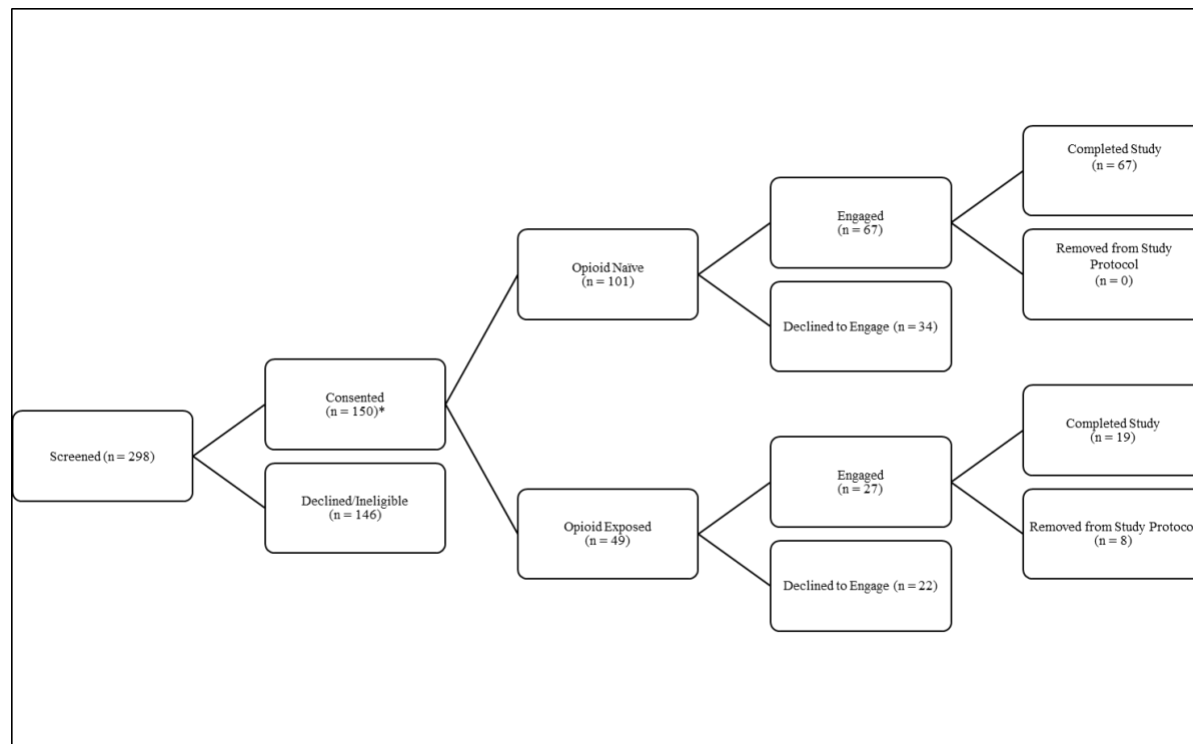 Screened (n = 298)
Consented
(n = 150)*
Declined/Ineligible
(n = 146)
Opioid Naïve
(n = 101)
Opioid Exposed
(n = 49)
Engaged
(n = 67)
Declined to Engage (n = 34)
Engaged
(n = 27)
Declined to Engage (n = 22)
Completed Study
(n = 67)
Removed from Study
Protocol
(n = 0)
Completed Study
(n = 19)
Removed from Study Protoco
(n = 8)